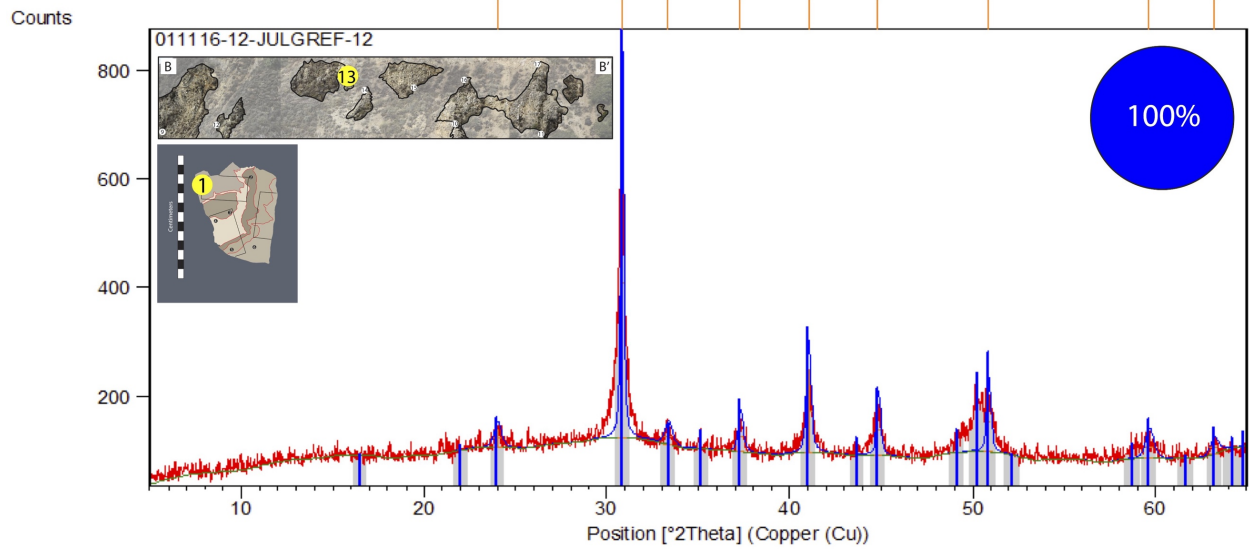 Counts
011116-12-JULGREF-12
B
B'
13
1
Centimeters
100%
800
600
400
200
10 20 30 40 50 60
Position [°2Theta] (Copper (Cu))